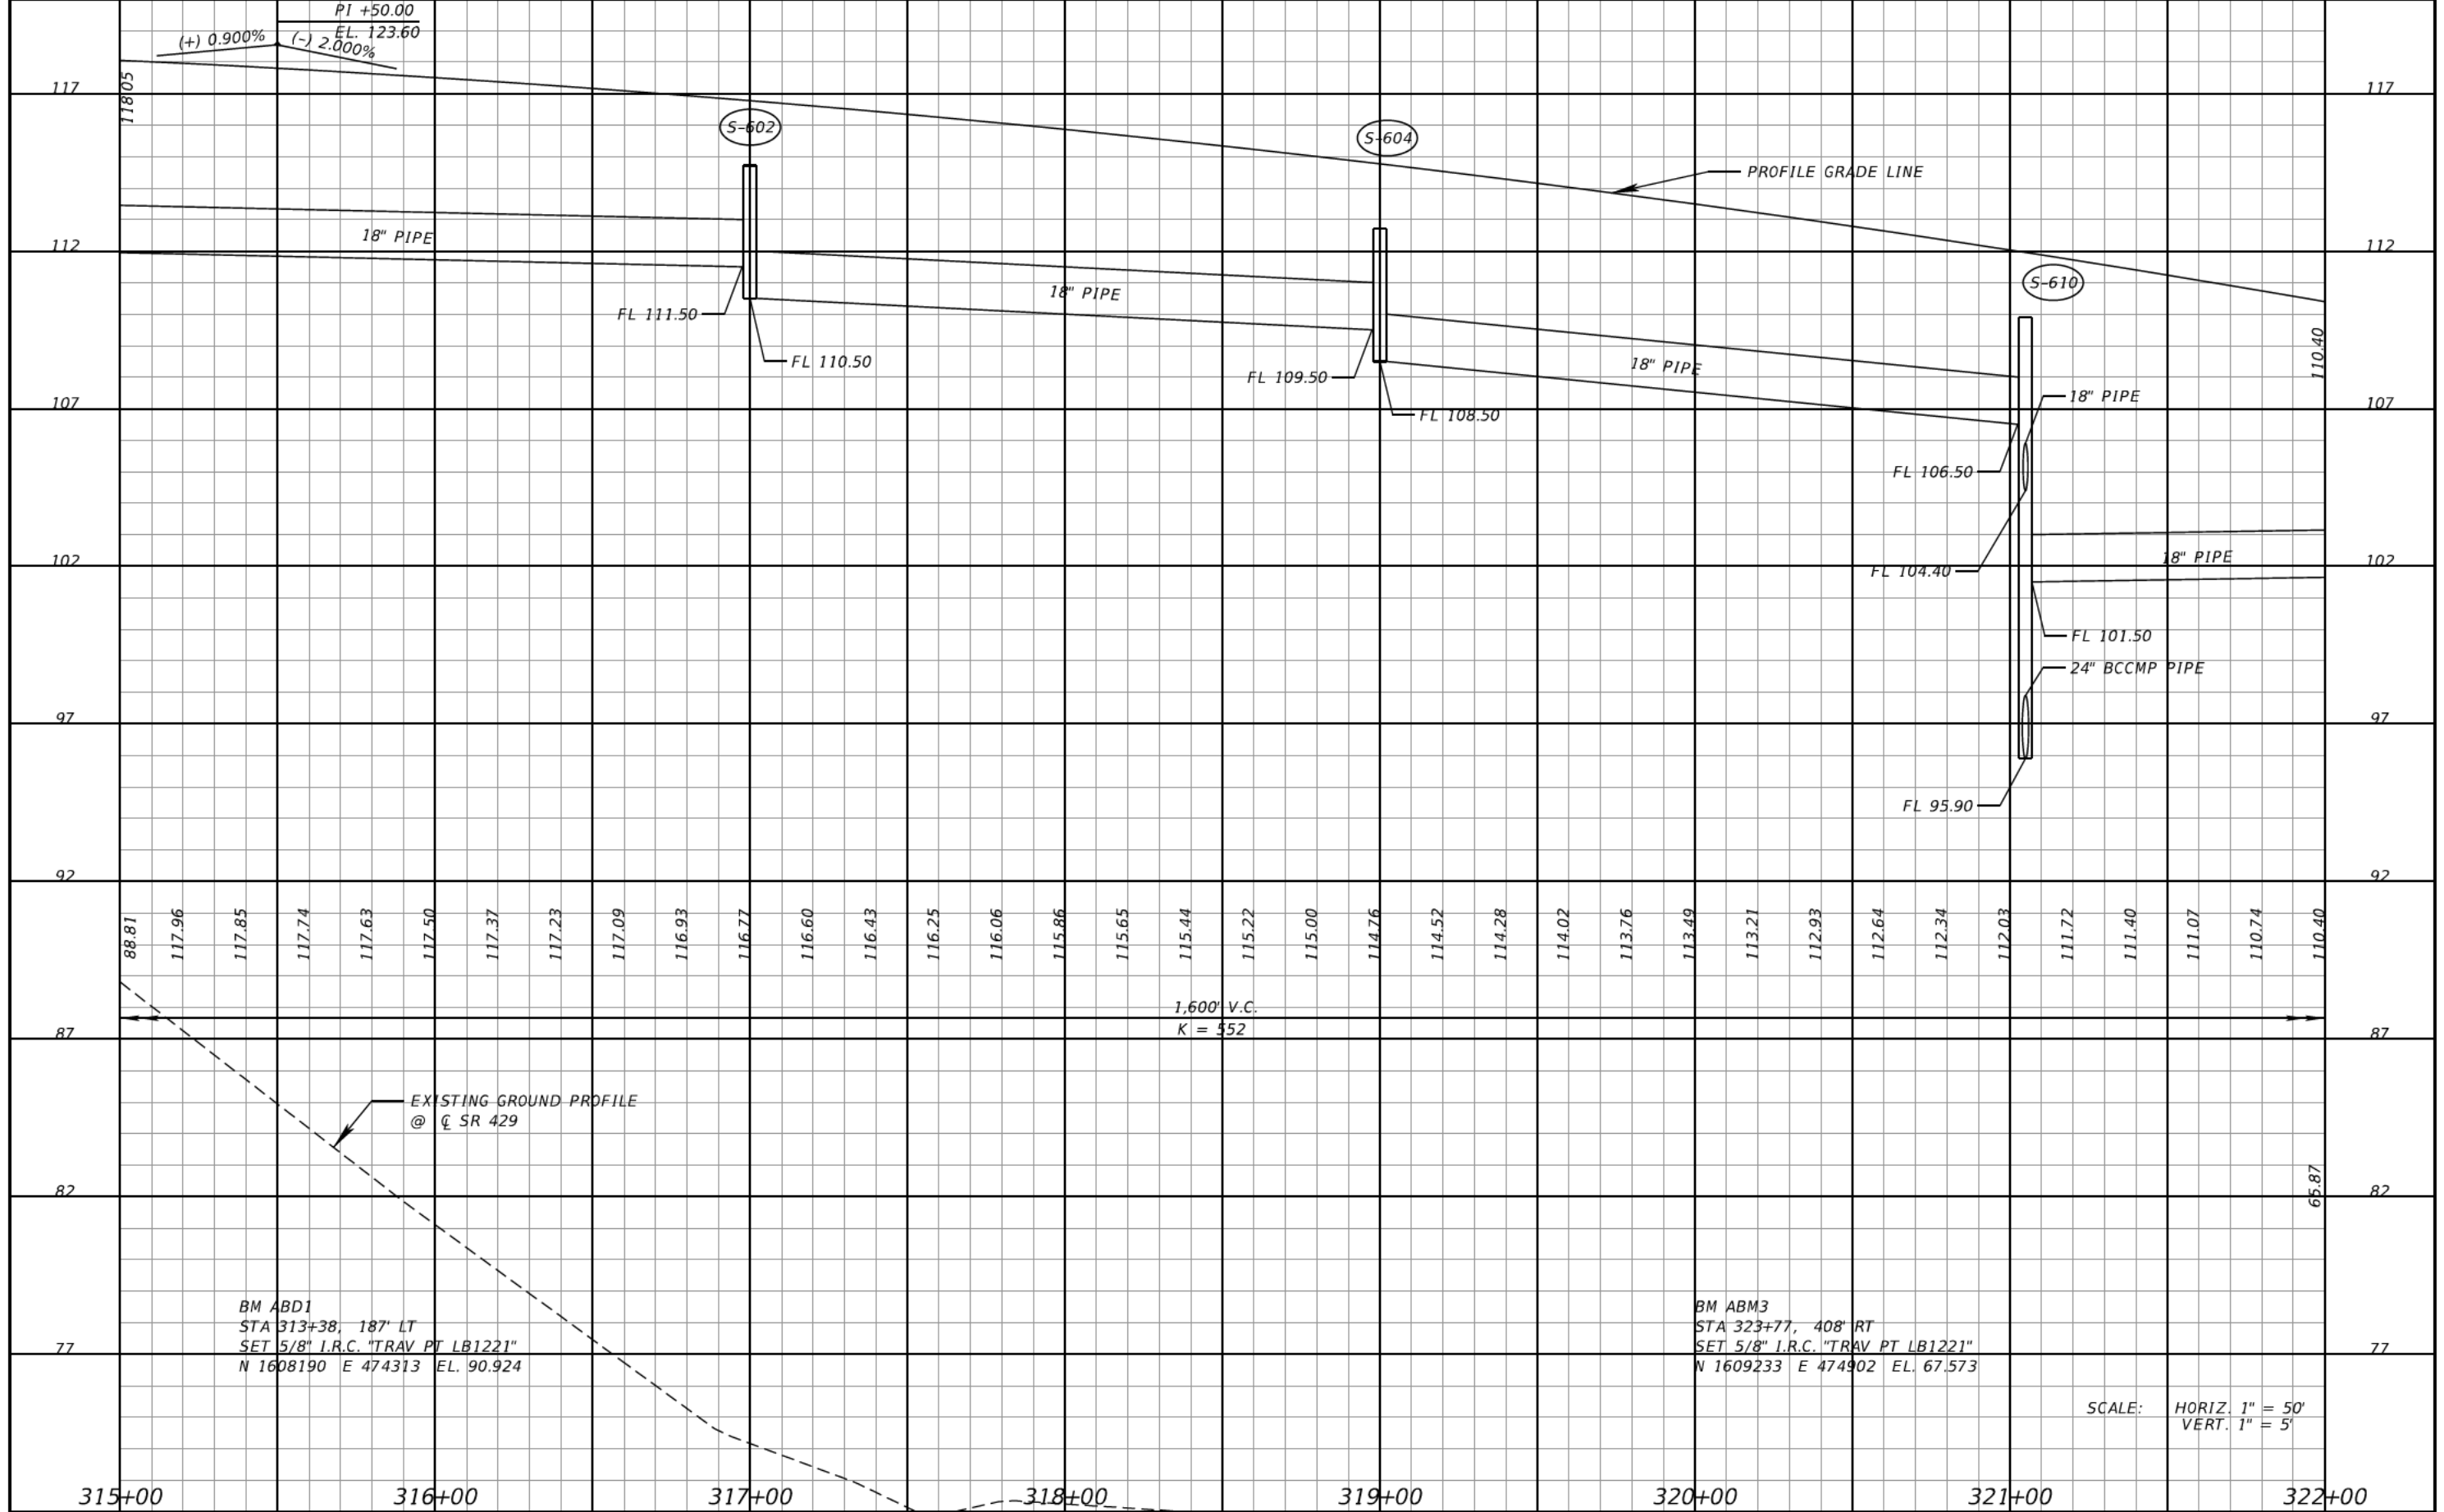 PI +50.00
EL. 123.60
(+) 0.900%
(-) 2.000%
118.05
117
117
S-602
S-604
PROFILE GRADE LINE
18" PIPE
112
112
S-610
18" PIPE
FL 111.50
FL 110.50
110.40
18" PIPE
FL 109.50
FL 108.50
107
107
18" PIPE
FL 106.50
102
102
18" PIPE
FL 104.40
FL 101.50
24" BCCMP PIPE
97
97
FL 95.90
92
92
88.81 117.96 117.85 117.74 117.63 117.50 117.37 117.23 117.09 116.93 116.77 116.60 116.43 116.25 116.06 115.86 115.65 115.44 115.22 115.00 114.76 114.52 114.28 114.02 113.76 113.49 113.21 112.93 112.64 112.34 112.03 111.72 111.40 111.07 110.74 110.40
1,600' V.C.
K = 552
87
87
EXISTING GROUND PROFILE
@ ℄ SR 429
82
82
65.87
BM ABD1
STA 313+38, 187' LT
SET 5/8" I.R.C. "TRAV PT LB1221"
N 1608190 E 474313 EL. 90.924
BM ABM3
STA 323+77, 408' RT
SET 5/8" I.R.C. "TRAV PT LB1221"
N 1609233 E 474902 EL. 67.573
77
77
SCALE: HORIZ. 1" = 50'
VERT. 1" = 5'
315+00 316+00 317+00 318+00 319+00 320+00 321+00 322+00